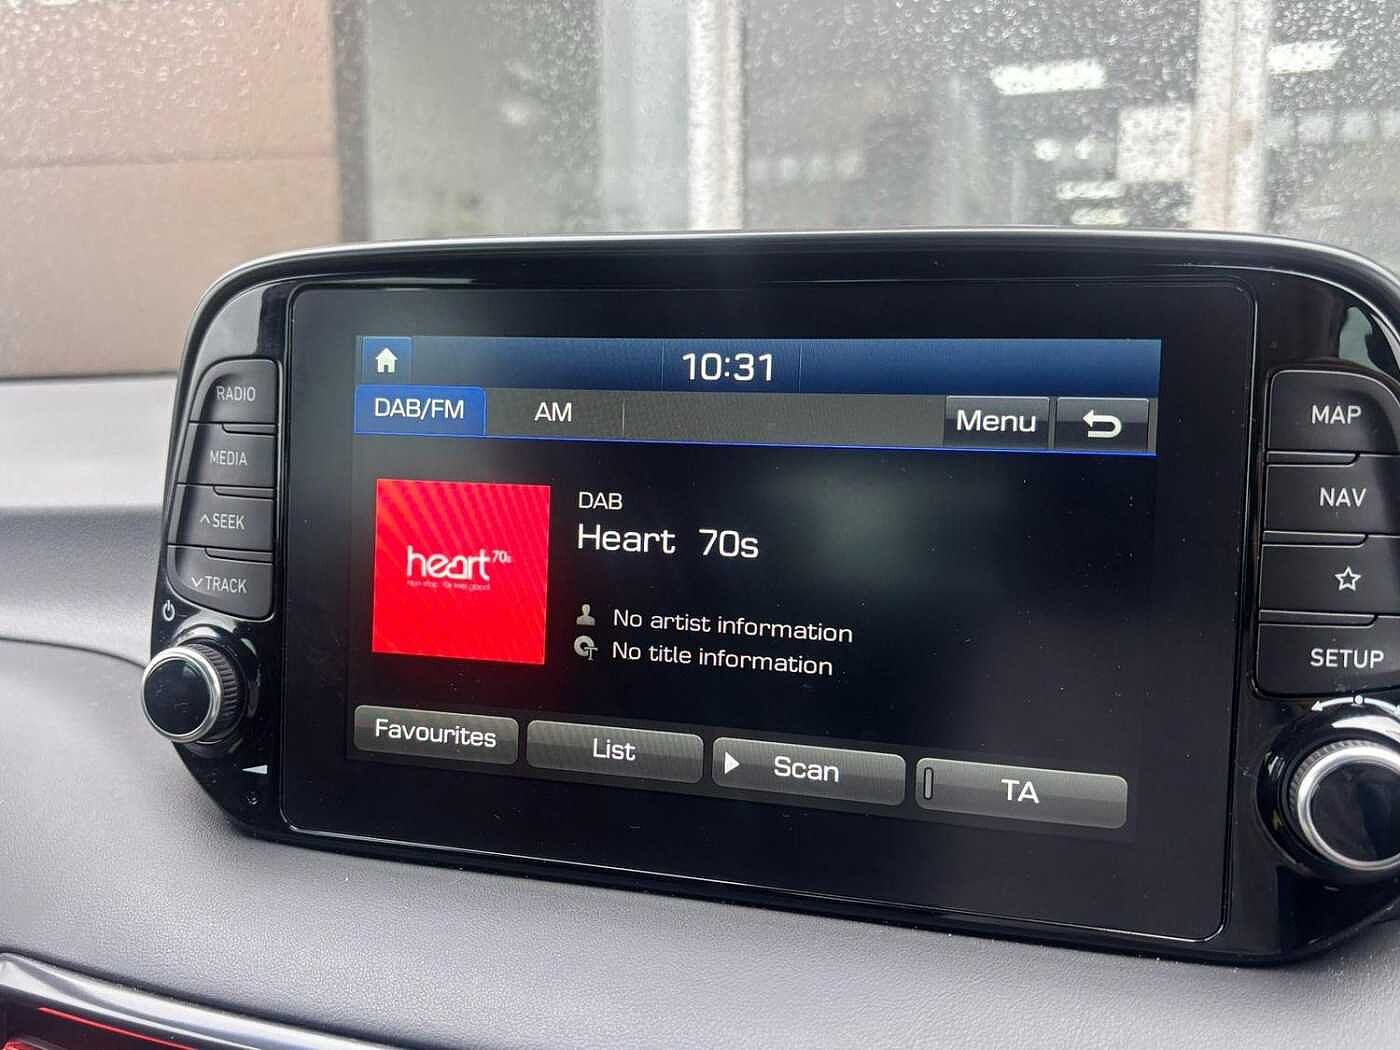 10:31
DAB/FM
AM
Menu
RADIO
MEDIA
SEEK
TRACK
DAB
Heart 70s
heart 70s
No artist information
No title information
Favourites
List
Scan
TA
MAP
NAV
SETUP